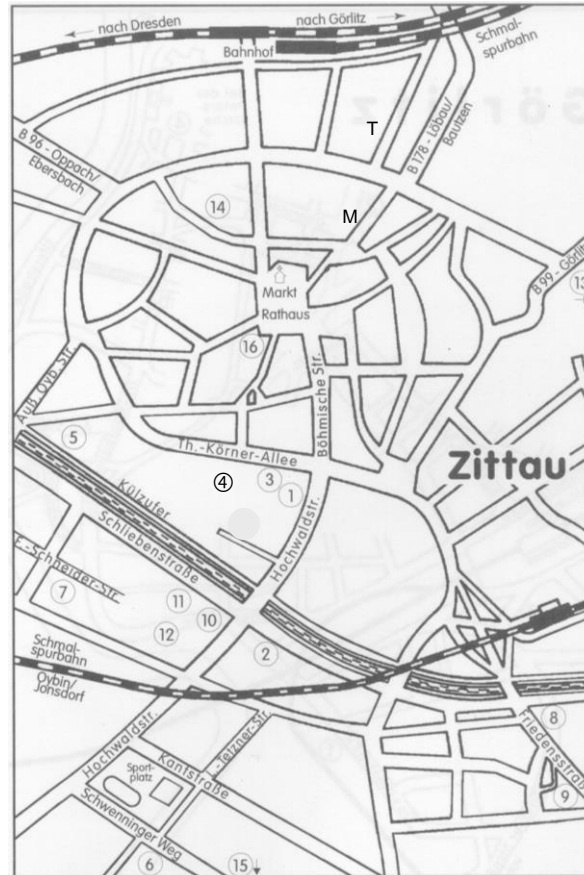 ← nach Dresden
nach Görlitz →
Schmal-
spurbahn
Bahnhof
T
B 178 - Löbau/
Bautzen
B 96 - Oppach/
Ebersbach
14
M
B 99 - Görlitz
13
Markt
Rathaus
16
Böhmische Str.
Auß. Oyb. Str.
5
Th.-Körner-Allee
Zittau
3
4
1
Külzufer
Schliebenstraße
Hochwaldstr.
E.-Schneider-Str.
7
11
10
12
2
Schmal-
spurbahn
Oybin/
Jonsdorf
8
Friedensstraße
9
Hochwaldstr.
-Tetzner-Str.
Kantstraße
Sport-
platz
Schwenninger Weg
6
15